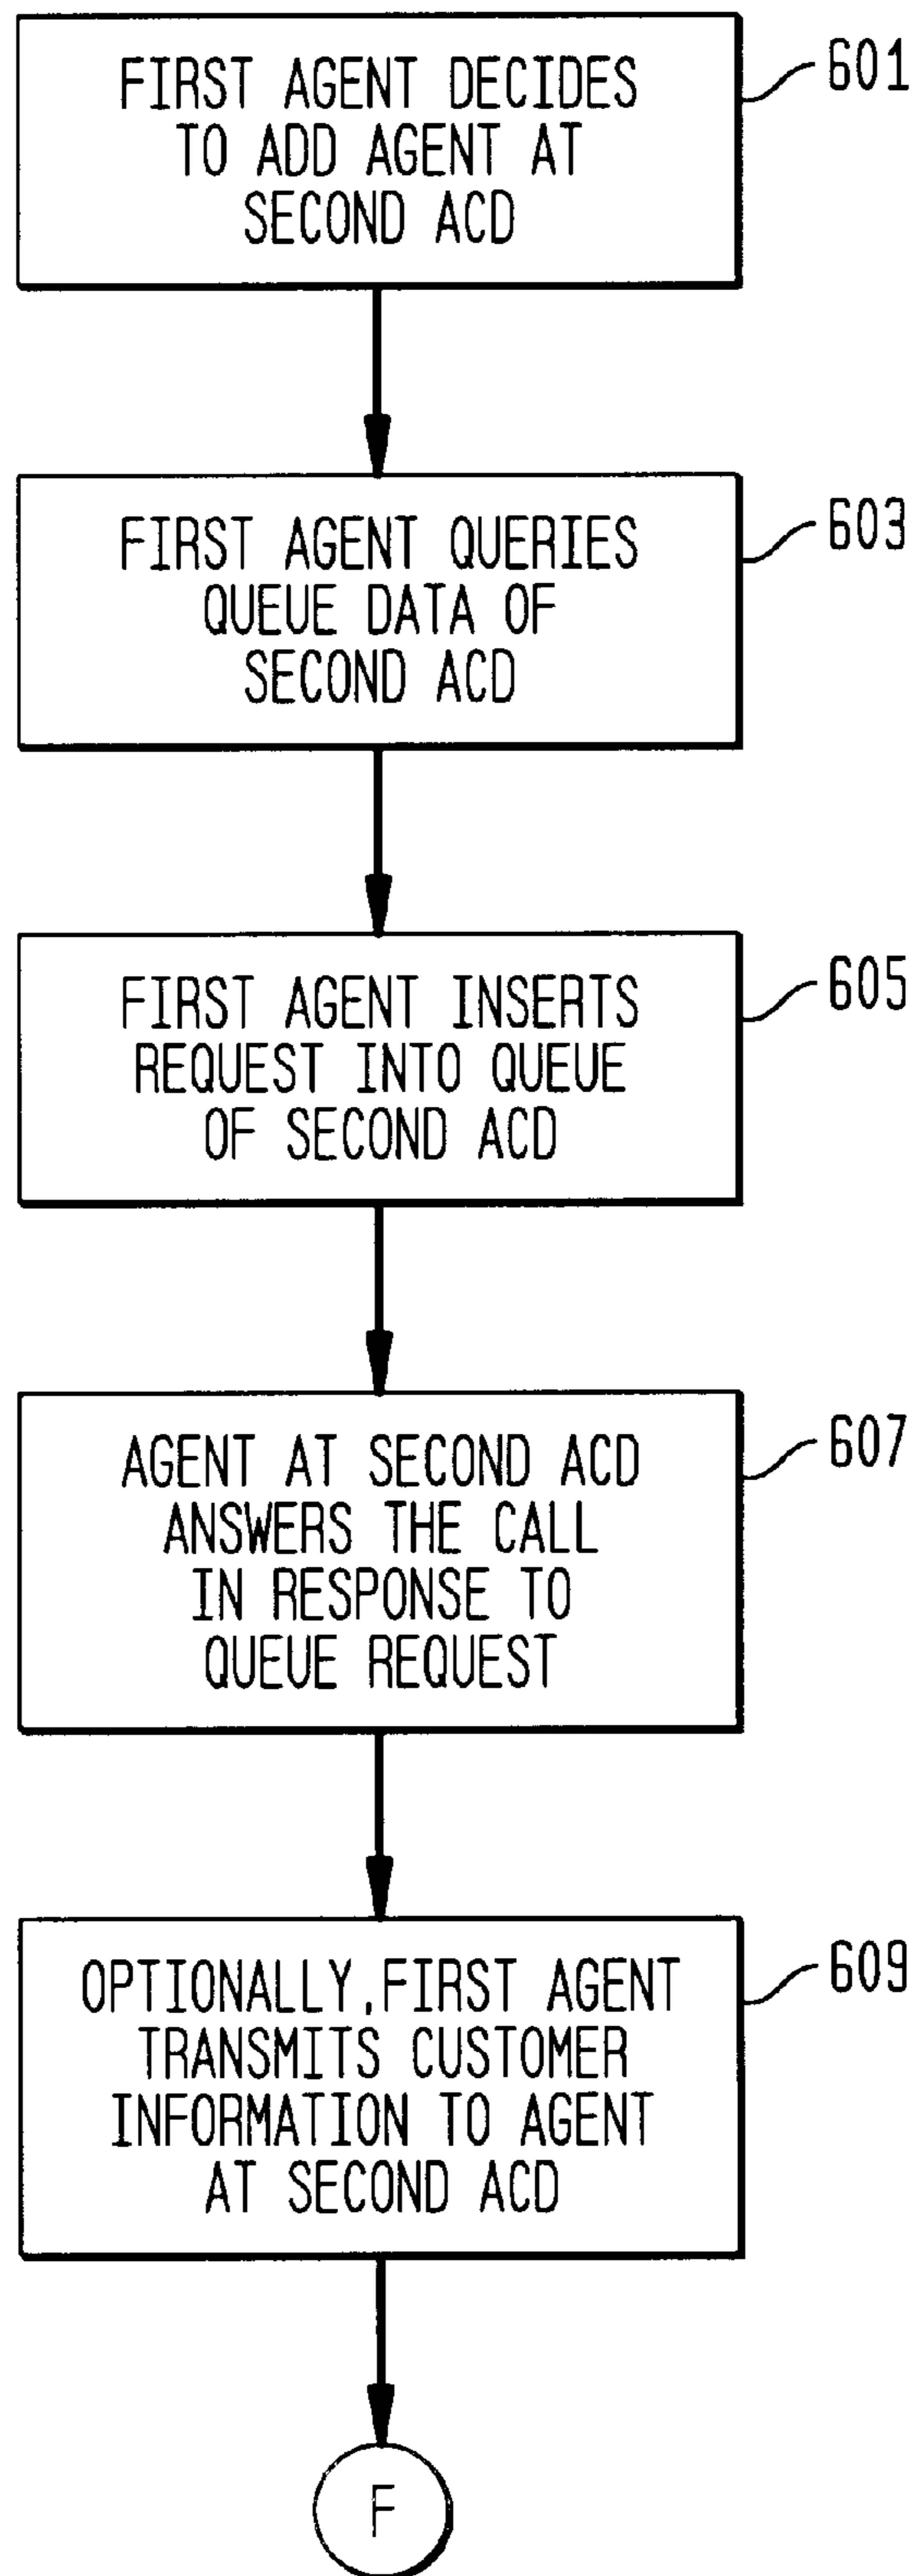 FIRST AGENT DECIDES
TO ADD AGENT AT
SECOND ACD
601
FIRST AGENT QUERIES
QUEUE DATA OF
SECOND ACD
603
FIRST AGENT INSERTS
REQUEST INTO QUEUE
OF SECOND ACD
605
AGENT AT SECOND ACD
ANSWERS THE CALL
IN RESPONSE TO
QUEUE REQUEST
607
OPTIONALLY, FIRST AGENT
TRANSMITS CUSTOMER
INFORMATION TO AGENT
AT SECOND ACD
609
F